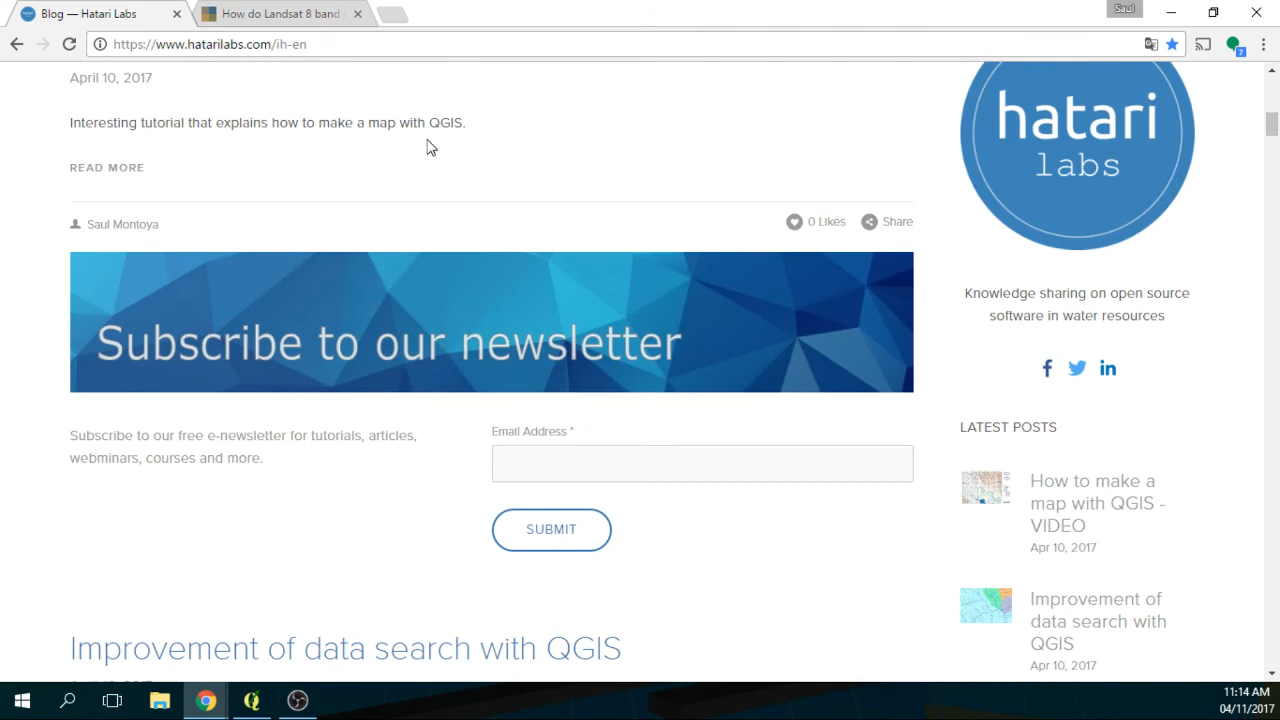 Blog — Hatari Labs
How do Landsat 8 band
Saul
https://www.hatarilabs.com/ih-en
April 10, 2017
Interesting tutorial that explains how to make a map with QGIS.
READ MORE
Saul Montoya
0 Likes
Share
Subscribe to our newsletter
Subscribe to our free e-newsletter for tutorials, articles,
webminars, courses and more.
Email Address *
SUBMIT
Improvement of data search with QGIS
hatari
labs
Knowledge sharing on open source
software in water resources
LATEST POSTS
How to make a
map with QGIS -
VIDEO
Apr 10, 2017
Improvement of
data search with
QGIS
Apr 10, 2017
11:14 AM
04/11/2017